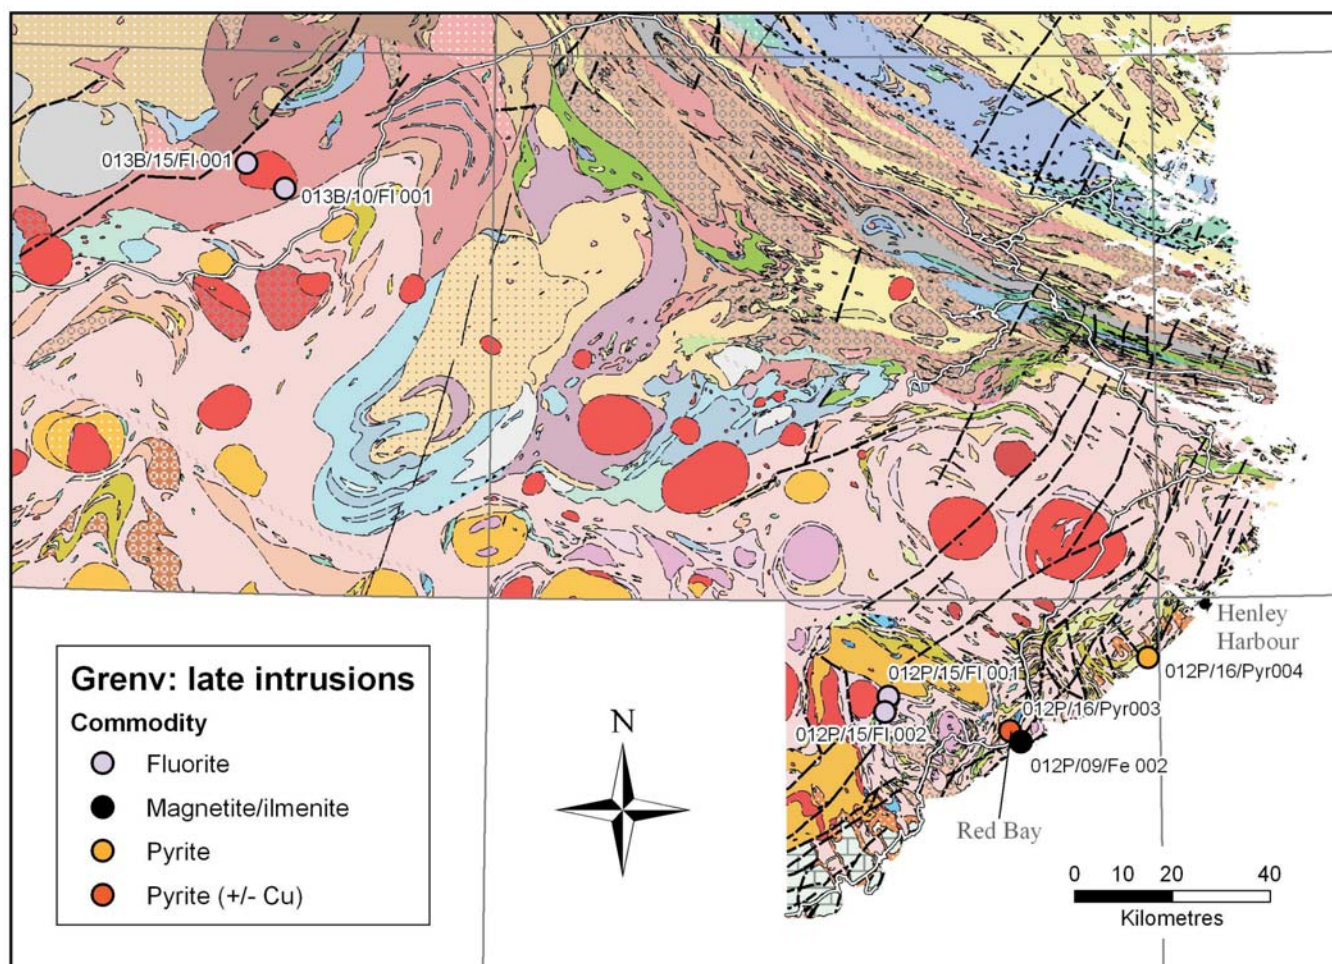 013B/15/Fl 001
013B/10/Fl 001
Henley
Harbour
012P/16/Pyr004
012P/15/Fl 001
012P/16/Pyr003
012P/15/Fl 002
012P/09/Fe 002
Red Bay
Grenv: late intrusions
Commodity
Fluorite
Magnetite/ilmenite
Pyrite
Pyrite (+/- Cu)
N
0 10 20 40
Kilometres